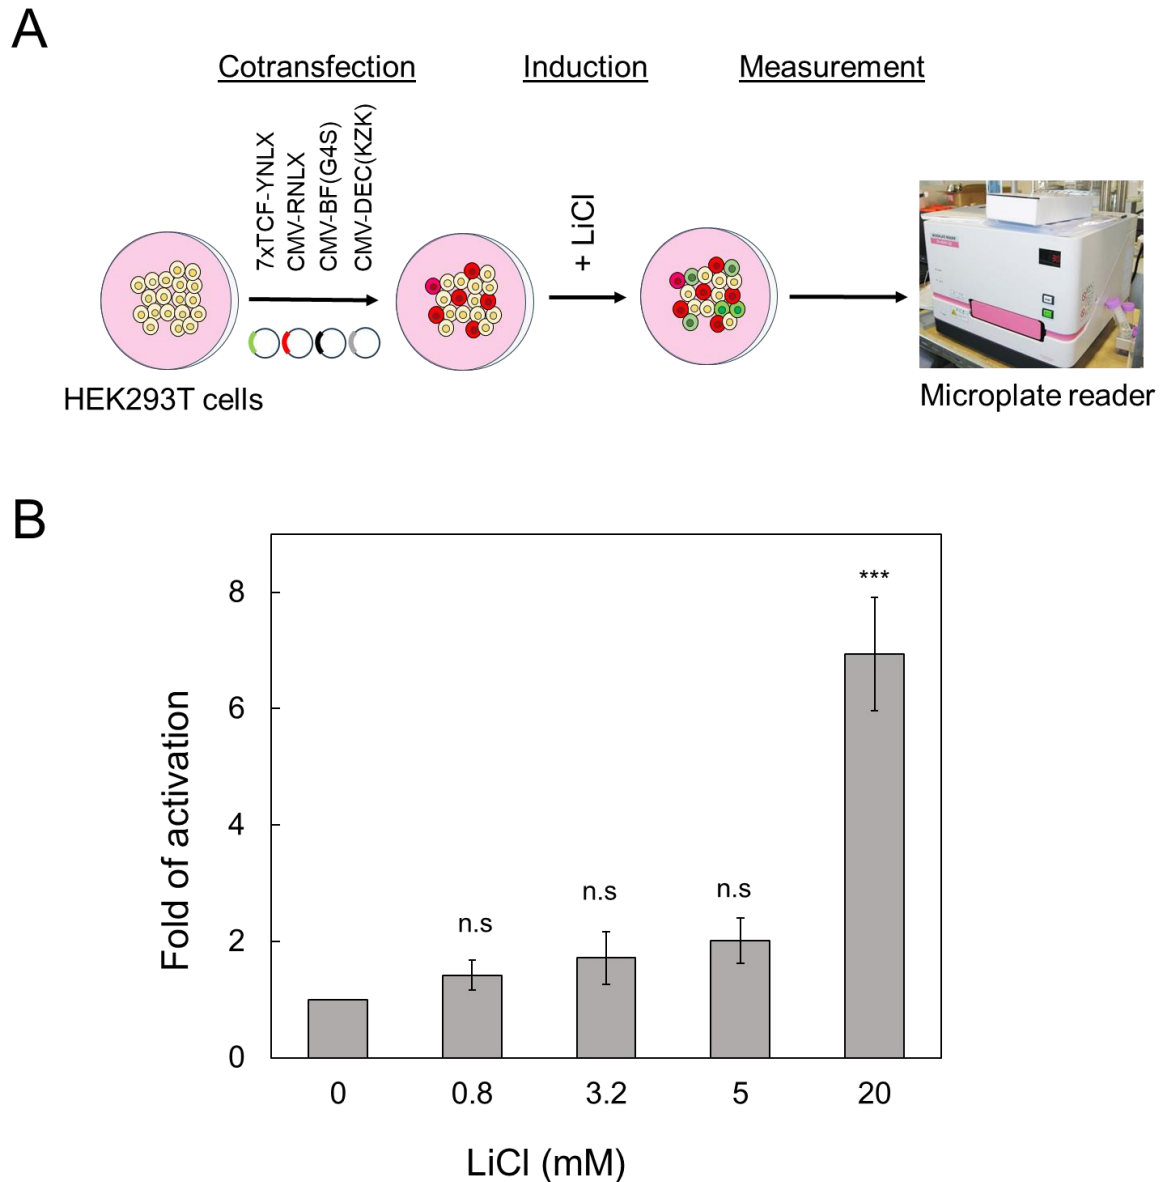 A
Cotransfection Induction Measurement
7xTCF-YNLX
CMV-RNLX
CMV-BF(G4S)
CMV-DEC(KZK)
+ LiCl
HEK293T cells
Microplate reader
B
Fold of activation
8
6
4
2
0
n.s
n.s
n.s
***
0 0.8 3.2 5 20
LiCl (mM)